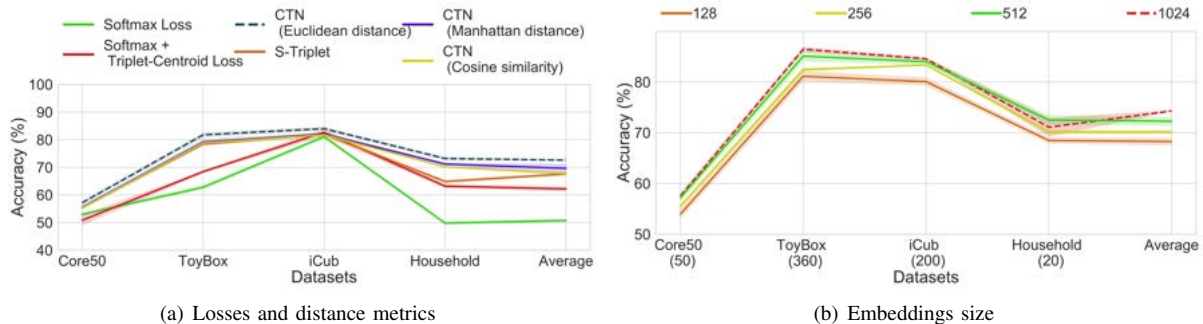 Softmax Loss
Softmax +
Triplet-Centroid Loss
CTN
(Euclidean distance)
S-Triplet
CTN
(Manhattan distance)
CTN
(Cosine similarity)
Accuracy (%)
100
90
80
70
60
50
40
Core50 ToyBox iCub Household Average
Datasets
(a) Losses and distance metrics
128 256 512 1024
Accuracy (%)
80
70
60
50
Core50 ToyBox iCub Household Average
(50) (360) (200) (20)
Datasets
(b) Embeddings size